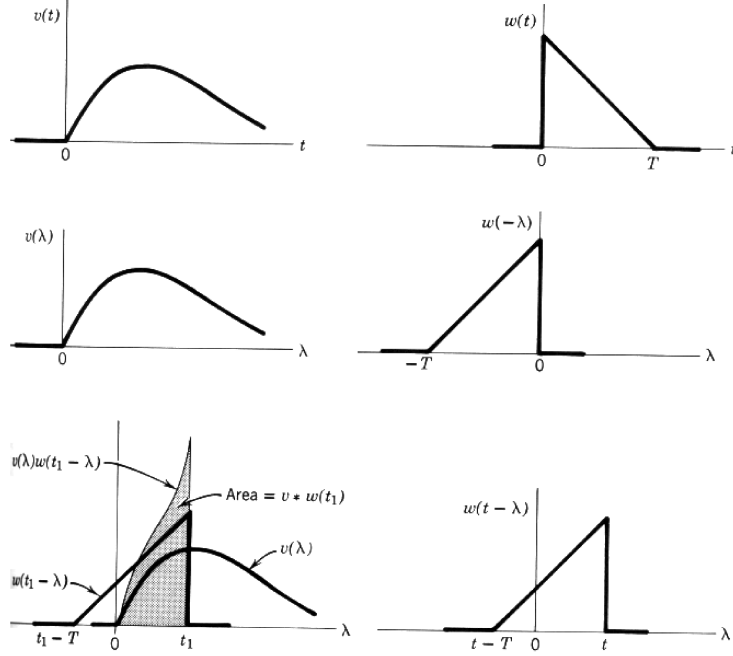 v(t)
0
t
w(t)
0
T
t
v(λ)
0
λ
w(−λ)
−T
0
λ
v(λ)w(t₁ − λ)
Area = v * w(t₁)
v(λ)
w(t₁ − λ)
t₁ − T
0
t₁
λ
w(t − λ)
t − T
0
t
λ